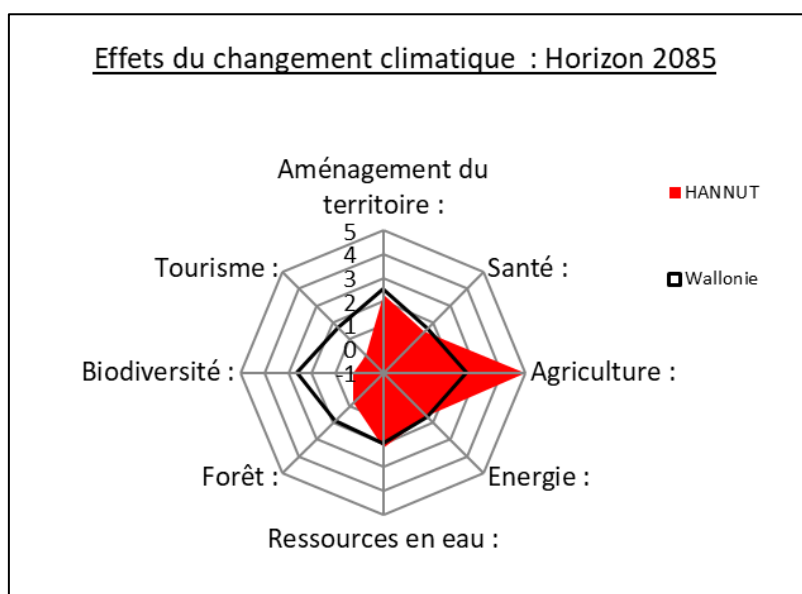 Effets du changement climatique : Horizon 2085
Aménagement du
territoire :
HANNUT
Wallonie
5
4
3
2
1
0
-1
Tourisme :
Santé :
Biodiversité :
Agriculture :
Forêt :
Energie :
Ressources en eau :